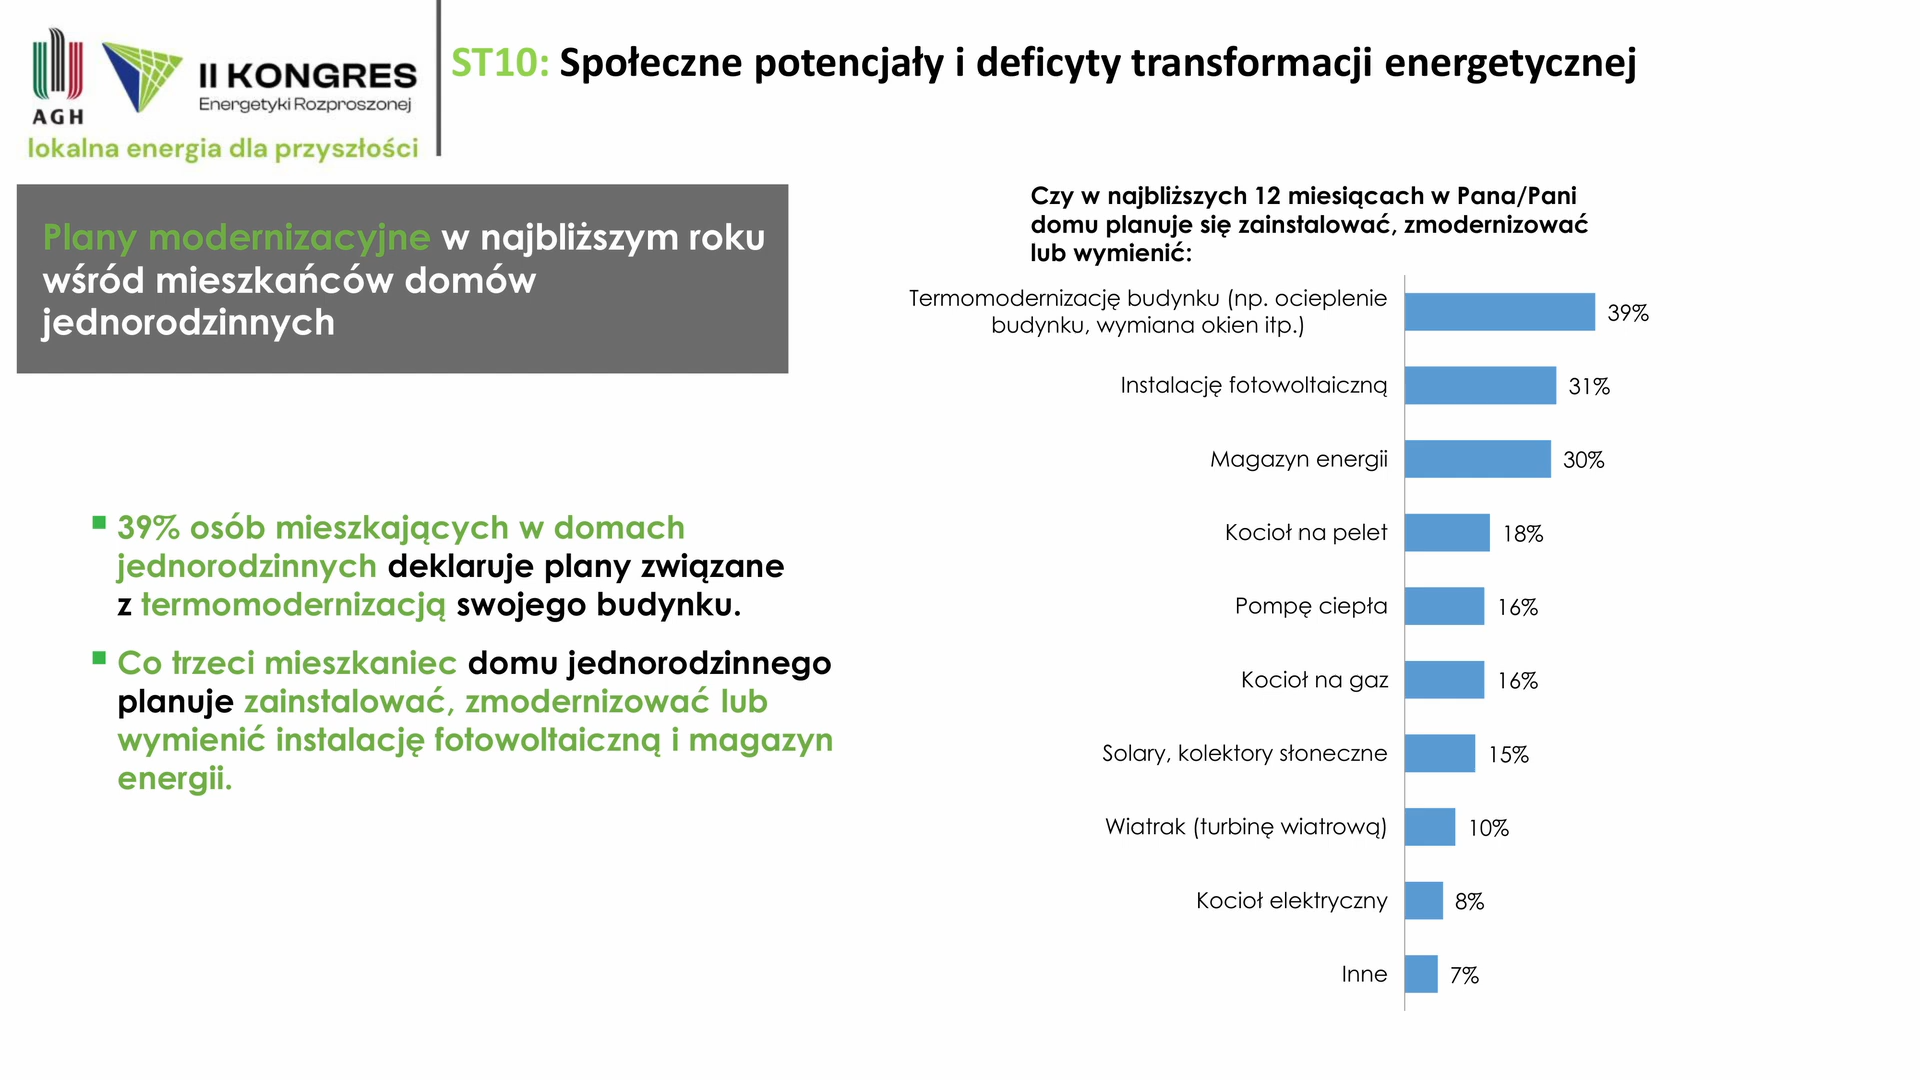 AGH
II KONGRES
Energetyki Rozproszonej
lokalna energia dla przyszłości
ST10: Społeczne potencjały i deficyty transformacji energetycznej
Plany modernizacyjne w najbliższym roku
wśród mieszkańców domów
jednorodzinnych
39% osób mieszkających w domach
jednorodzinnych deklaruje plany związane
z termomodernizacją swojego budynku.
Co trzeci mieszkaniec domu jednorodzinnego
planuje zainstalować, zmodernizować lub
wymienić instalację fotowoltaiczną i magazyn
energii.
Czy w najbliższych 12 miesiącach w Pana/Pani
domu planuje się zainstalować, zmodernizować
lub wymienić:
Termomodernizację budynku (np. ocieplenie
budynku, wymiana okien itp.)
39%
Instalację fotowoltaiczną 31%
Magazyn energii 30%
Kocioł na pelet 18%
Pompę ciepła 16%
Kocioł na gaz 16%
Solary, kolektory słoneczne 15%
Wiatrak (turbinę wiatrową) 10%
Kocioł elektryczny 8%
Inne 7%